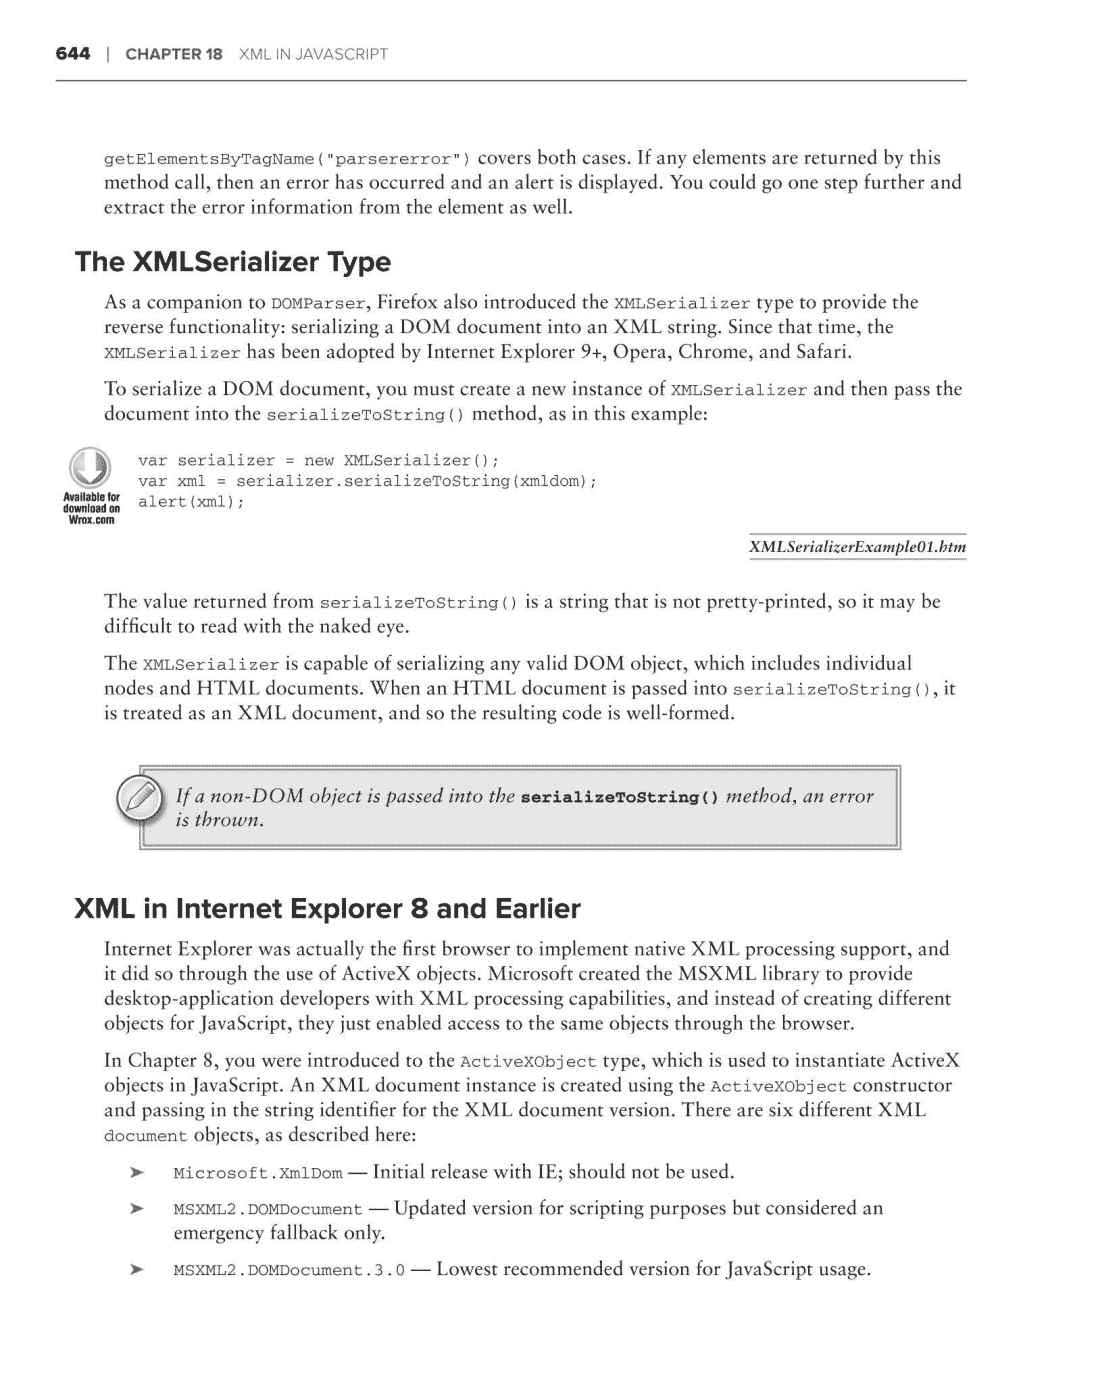 644 | CHAPTER 18 XML IN JAVASCRIPT
getElementsByTagName("parsererror") covers both cases. If any elements are returned by this
method call, then an error has occurred and an alert is displayed. You could go one step further and
extract the error information from the element as well.
The XMLSerializer Type
As a companion to DOMParser, Firefox also introduced the XMLSerializer type to provide the
reverse functionality: serializing a DOM document into an XML string. Since that time, the
XMLSerializer has been adopted by Internet Explorer 9+, Opera, Chrome, and Safari.
To serialize a DOM document, you must create a new instance of XMLSerializer and then pass the
document into the serializeToString() method, as in this example:
var serializer = new XMLSerializer();
var xml = serializer.serializeToString(xmldom);
alert(xml);
Available for
download on
Wrox.com
XMLSerializerExample01.htm
The value returned from serializeToString() is a string that is not pretty-printed, so it may be
difficult to read with the naked eye.
The XMLSerializer is capable of serializing any valid DOM object, which includes individual
nodes and HTML documents. When an HTML document is passed into serializeToString(), it
is treated as an XML document, and so the resulting code is well-formed.
If a non-DOM object is passed into the serializeToString() method, an error
is thrown.
XML in Internet Explorer 8 and Earlier
Internet Explorer was actually the first browser to implement native XML processing support, and
it did so through the use of ActiveX objects. Microsoft created the MSXML library to provide
desktop-application developers with XML processing capabilities, and instead of creating different
objects for JavaScript, they just enabled access to the same objects through the browser.
In Chapter 8, you were introduced to the ActiveXObject type, which is used to instantiate ActiveX
objects in JavaScript. An XML document instance is created using the ActiveXObject constructor
and passing in the string identifier for the XML document version. There are six different XML
document objects, as described here:
➤ Microsoft.XmlDom — Initial release with IE; should not be used.
➤ MSXML2.DOMDocument — Updated version for scripting purposes but considered an
emergency fallback only.
➤ MSXML2.DOMDocument.3.0 — Lowest recommended version for JavaScript usage.